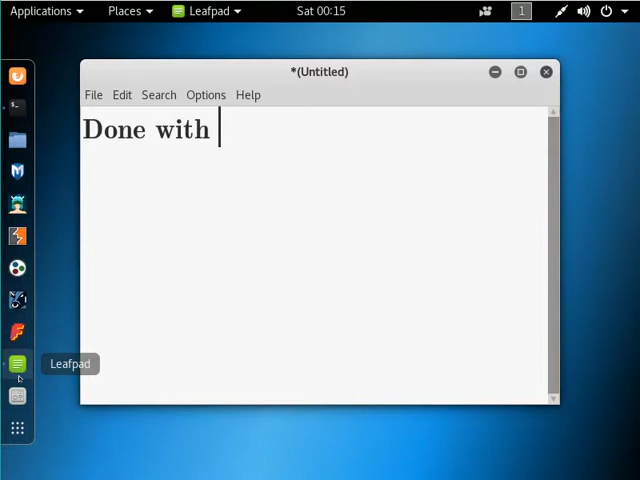 Applications Places Leafpad Sat 00:15 1
*(Untitled)
File Edit Search Options Help
Done with
Leafpad